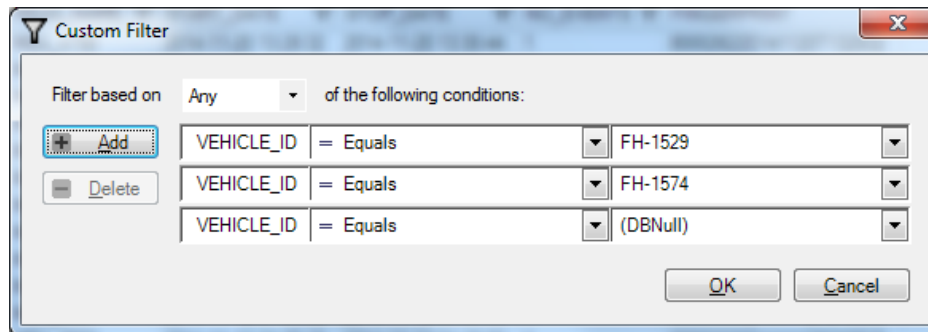 Custom Filter
Filter based on Any of the following conditions:
Add VEHICLE_ID = Equals FH-1529
Delete VEHICLE_ID = Equals FH-1574
VEHICLE_ID = Equals (DBNull)
OK Cancel